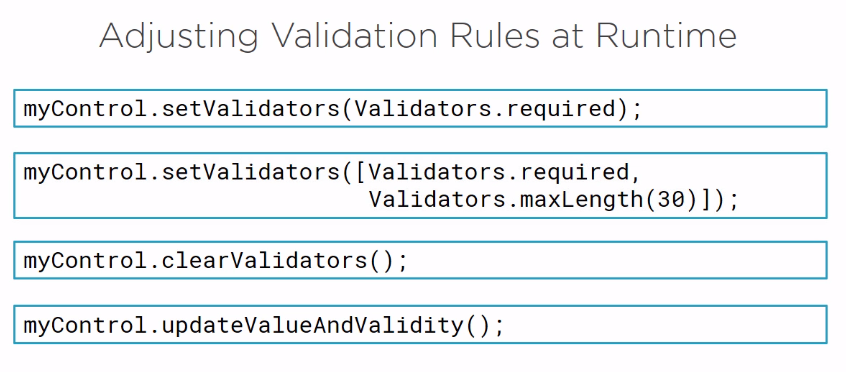 Adjusting Validation Rules at Runtime
myControl.setValidators(Validators.required);
myControl.setValidators([Validators.required,
Validators.maxLength(30)]);
myControl.clearValidators();
myControl.updateValueAndValidity();